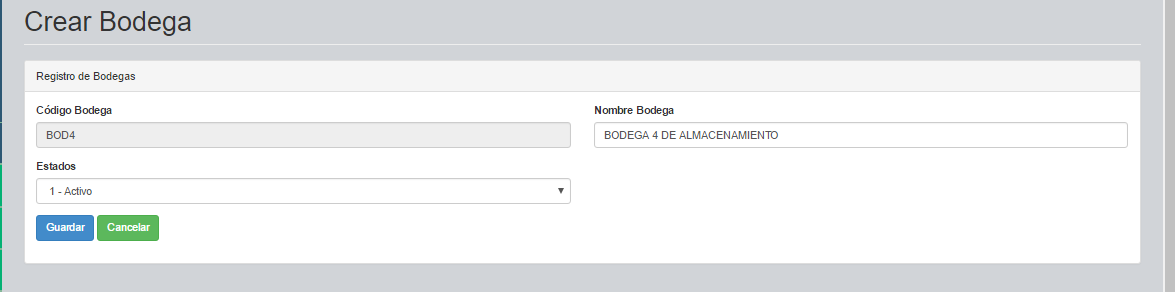 Crear Bodega
Registro de Bodegas
Código Bodega
BOD4
Nombre Bodega
BODEGA 4 DE ALMACENAMIENTO
Estados
1 - Activo
Guardar
Cancelar